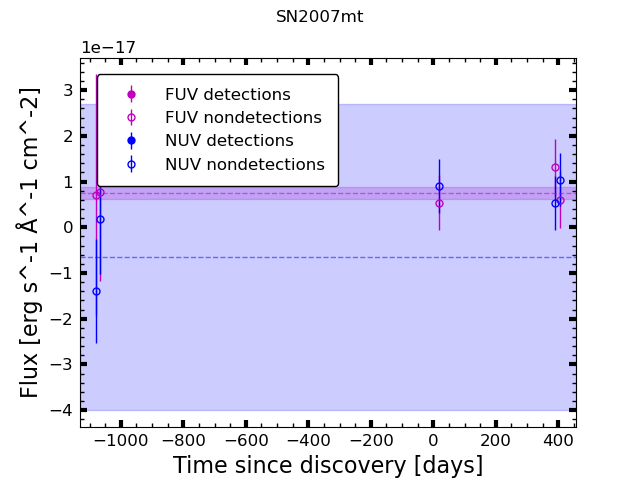 SN2007mt
1e−17
FUV detections
FUV nondetections
NUV detections
NUV nondetections
3
2
1
0
−1
−2
−3
−4
Flux [erg s^-1 Å^-1 cm^-2]
−1000 −800 −600 −400 −200 0 200 400
Time since discovery [days]